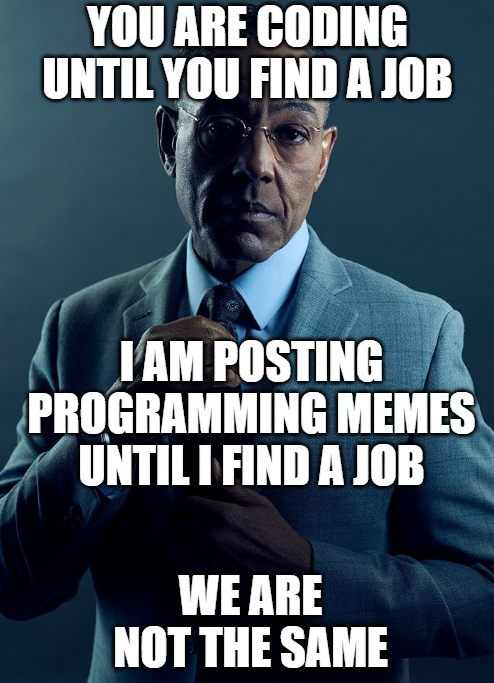 YOU ARE CODING
UNTIL YOU FIND A JOB
I AM POSTING
PROGRAMMING MEMES
UNTIL I FIND A JOB
WE ARE
NOT THE SAME